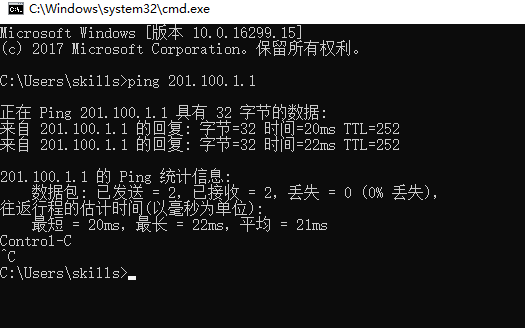 C:\Windows\system32\cmd.exe
Microsoft Windows [版本 10.0.16299.15]
(c) 2017 Microsoft Corporation。保留所有权利。
C:\Users\skills>ping 201.100.1.1
正在 Ping 201.100.1.1 具有 32 字节的数据:
来自 201.100.1.1 的回复: 字节=32 时间=20ms TTL=252
来自 201.100.1.1 的回复: 字节=32 时间=22ms TTL=252
201.100.1.1 的 Ping 统计信息:
数据包: 已发送 = 2，已接收 = 2，丢失 = 0 (0% 丢失)，
往返行程的估计时间(以毫秒为单位):
最短 = 20ms，最长 = 22ms，平均 = 21ms
Control-C
^C
C:\Users\skills>_